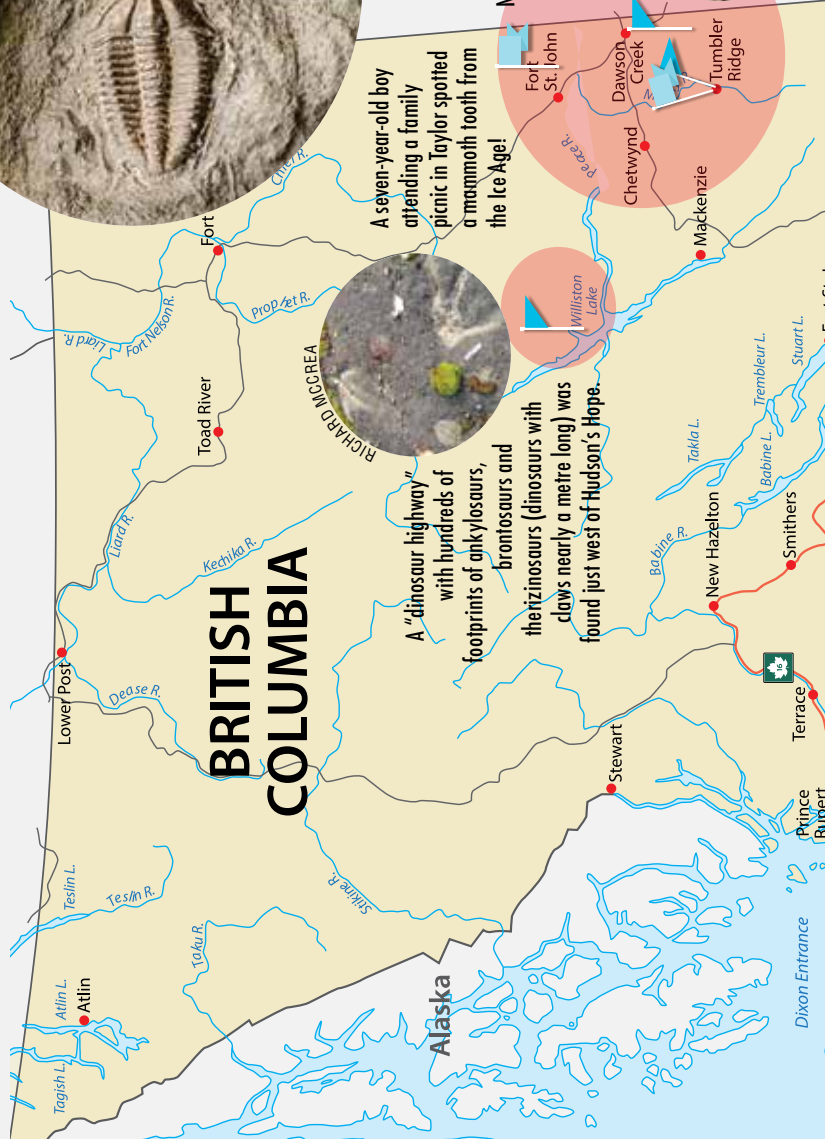 BRITISH
COLUMBIA
Alaska
A seven-year-old boy
attending a family
picnic in Taylor spotted
a mammoth tooth from
the Ice Age!
RICHARD MCCREA
A “dinosaur highway”
with hundreds of
footprints of ankylosaurs,
brontosaurs and
therizinosaurs (dinosaurs with
claws nearly a metre long) was
found just west of Hudson’s Hope.
Tagish L.
Atlin L.
Atlin
Teslin L.
Teslin R.
Taku R.
Stikine R.
Lower Post
Dease R.
Liard R.
Kechika R.
Toad River
Liard R.
Fort Nelson R.
Fort
Prophet R.
Fort
St. John
Dawson
Creek
Tumbler
Ridge
Chetwynd
Peace R.
Mackenzie
Williston
Lake
Takla L.
Trembleur L.
Stuart L.
Babine L.
Babine R.
New Hazelton
Smithers
16
Terrace
Stewart
Prince
Rupert
Dixon Entrance